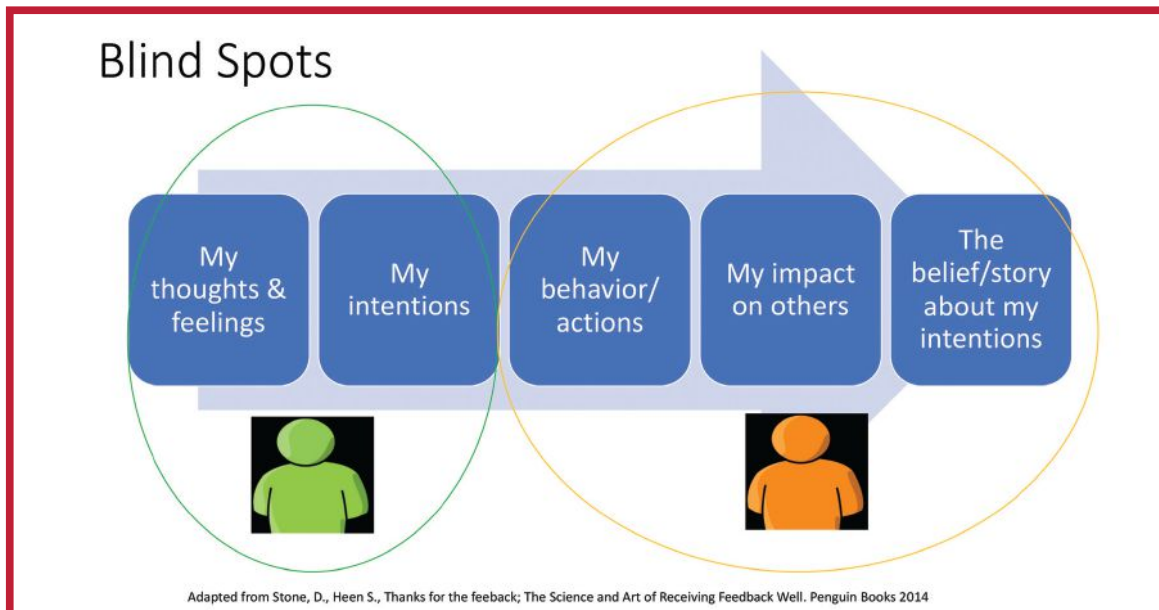 Blind Spots
My
thoughts &
feelings
My
intentions
My
behavior/
actions
My impact
on others
The
belief/story
about my
intentions
Adapted from Stone, D., Heen S., Thanks for the feeback; The Science and Art of Receiving Feedback Well. Penguin Books 2014